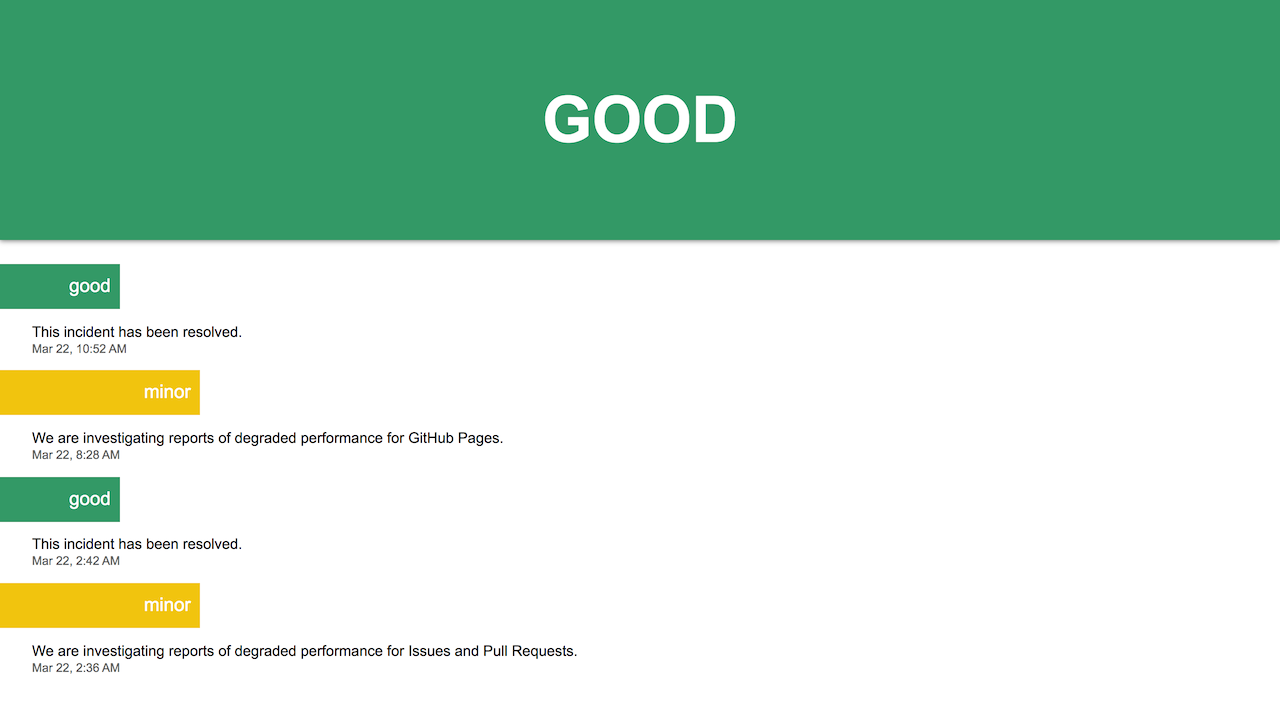 GOOD
good
This incident has been resolved.
Mar 22, 10:52 AM
minor
We are investigating reports of degraded performance for GitHub Pages.
Mar 22, 8:28 AM
good
This incident has been resolved.
Mar 22, 2:42 AM
minor
We are investigating reports of degraded performance for Issues and Pull Requests.
Mar 22, 2:36 AM